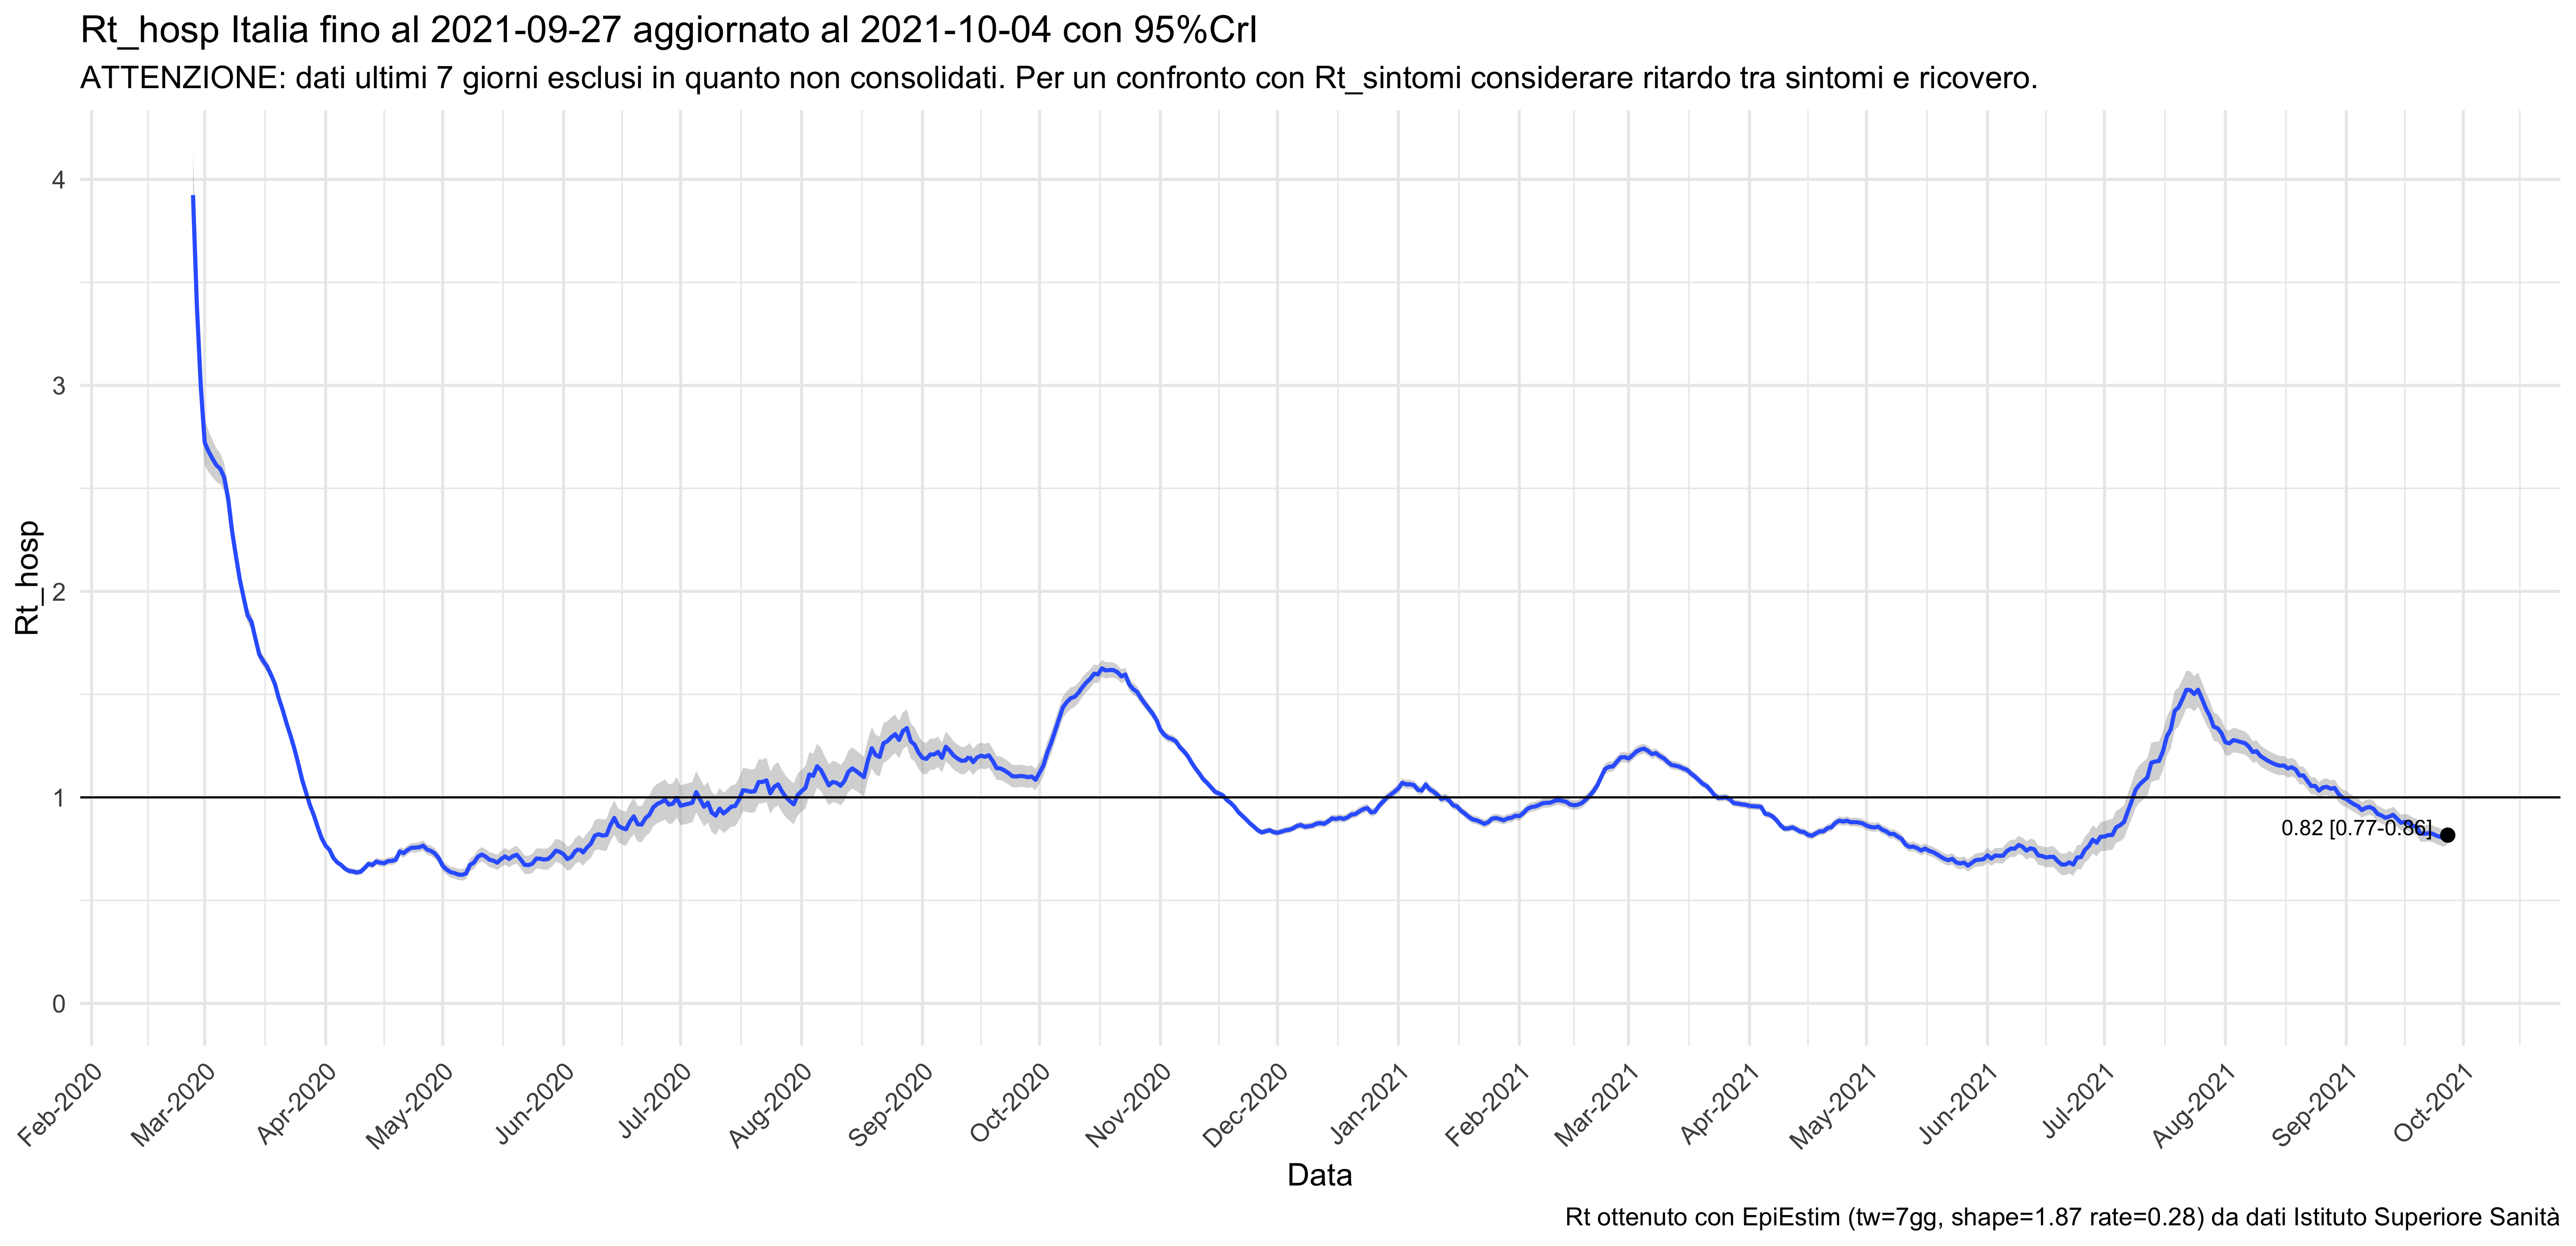 Rt_hosp Italia fino al 2021-09-27 aggiornato al 2021-10-04 con 95%CrI
ATTENZIONE: dati ultimi 7 giorni esclusi in quanto non consolidati. Per un confronto con Rt_sintomi considerare ritardo tra sintomi e ricovero.
4
3
2
1
0
Rt_hosp
0.82 [0.77-0.86]
Feb-2020
Mar-2020
Apr-2020
May-2020
Jun-2020
Jul-2020
Aug-2020
Sep-2020
Oct-2020
Nov-2020
Dec-2020
Jan-2021
Feb-2021
Mar-2021
Apr-2021
May-2021
Jun-2021
Jul-2021
Aug-2021
Sep-2021
Oct-2021
Data
Rt ottenuto con EpiEstim (tw=7gg, shape=1.87 rate=0.28) da dati Istituto Superiore Sanità